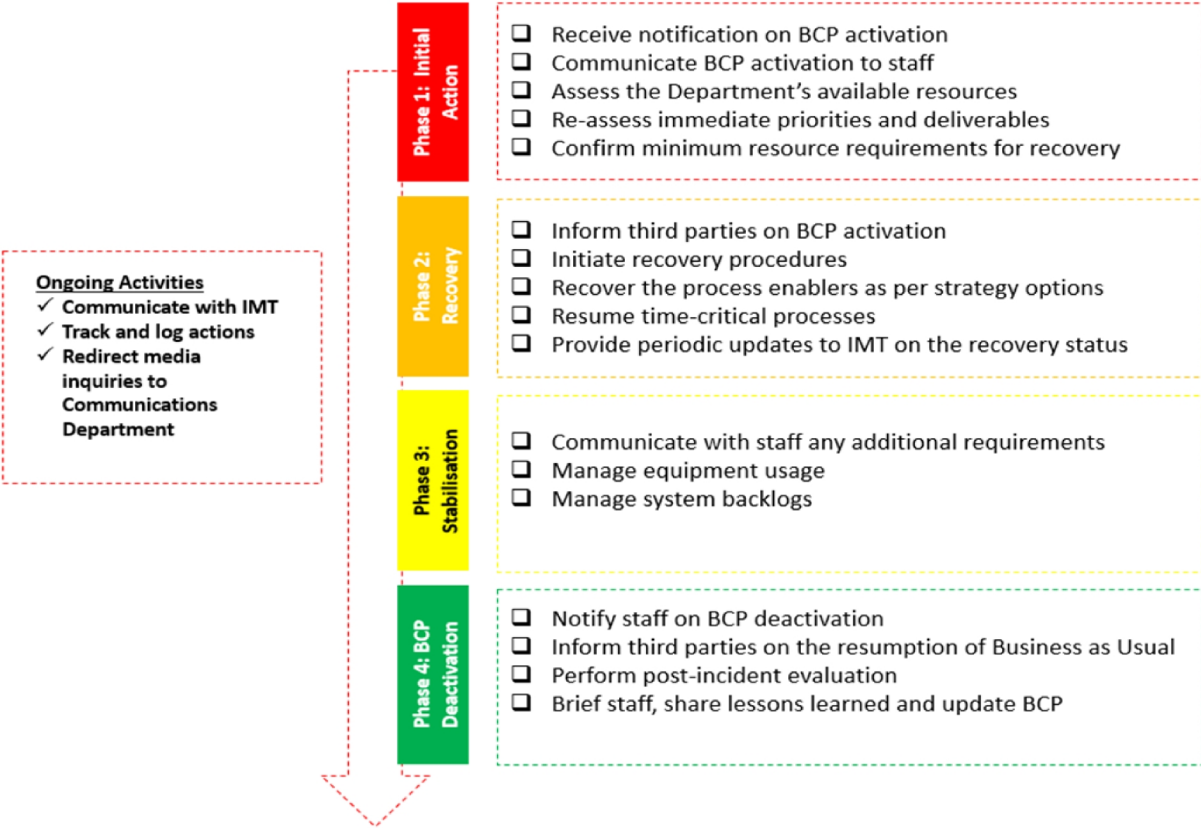 Phase 1: Initial
Action
Receive notification on BCP activation
Communicate BCP activation to staff
Assess the Department's available resources
Re-assess immediate priorities and deliverables
Confirm minimum resource requirements for recovery
Phase 2:
Recovery
Inform third parties on BCP activation
Initiate recovery procedures
Recover the process enablers as per strategy options
Resume time-critical processes
Provide periodic updates to IMT on the recovery status
Ongoing Activities
Communicate with IMT
Track and log actions
Redirect media
inquiries to
Communications
Department
Phase 3:
Stabilisation
Communicate with staff any additional requirements
Manage equipment usage
Manage system backlogs
Phase 4: BCP
Deactivation
Notify staff on BCP deactivation
Inform third parties on the resumption of Business as Usual
Perform post-incident evaluation
Brief staff, share lessons learned and update BCP